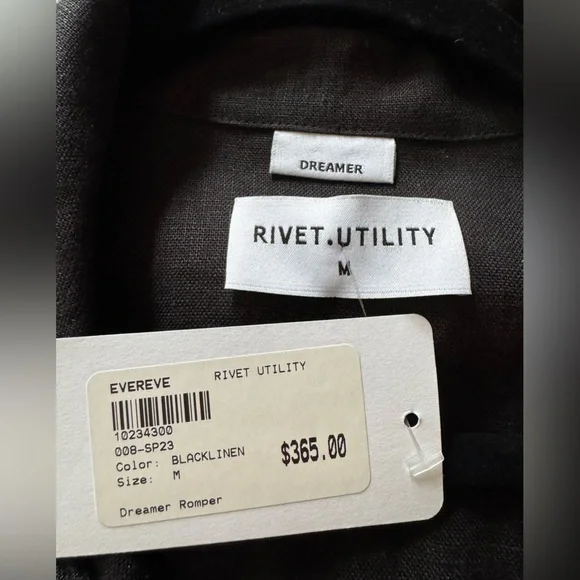 DREAMER
RIVET.UTILITY
M
EVEREVE RIVET UTILITY
10234300
008-SP23
Color: BLACKLINEN $365.00
Size: M
Dreamer Romper